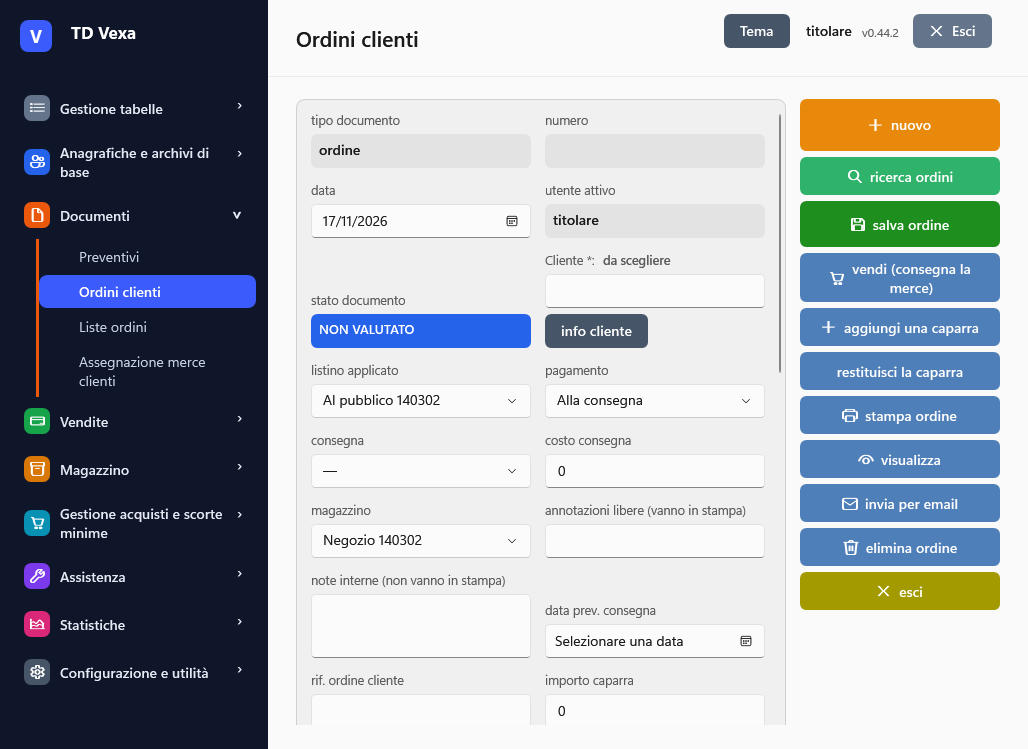 V
TD Vexa
Gestione tabelle
Anagrafiche e archivi di
base
Documenti
Preventivi
Ordini clienti
Liste ordini
Assegnazione merce
clienti
Vendite
Magazzino
Gestione acquisti e scorte
minime
Assistenza
Statistiche
Configurazione e utilità
Ordini clienti
Tema
titolare v0.44.2
Esci
tipo documento
ordine
numero
data
17/11/2026
utente attivo
titolare
Cliente *: da scegliere
stato documento
NON VALUTATO
info cliente
listino applicato
Al pubblico 140302
pagamento
Alla consegna
consegna
—
costo consegna
0
magazzino
Negozio 140302
annotazioni libere (vanno in stampa)
note interne (non vanno in stampa)
data prev. consegna
Selezionare una data
rif. ordine cliente
importo caparra
0
nuovo
ricerca ordini
salva ordine
vendi (consegna la
merce)
aggiungi una caparra
restituisci la caparra
stampa ordine
visualizza
invia per email
elimina ordine
esci